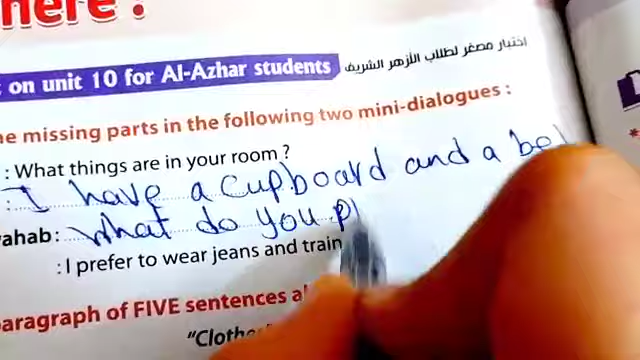 here :
on unit 10 for Al-Azhar students اختبار مصغر لطلاب الأزهر الشريف
e missing parts in the following two mini-dialogues :
: What things are in your room ?
: I have a cupboard and a be
ahab: what do you p
: I prefer to wear jeans and train
aragraph of FIVE sentences a
"Clothe